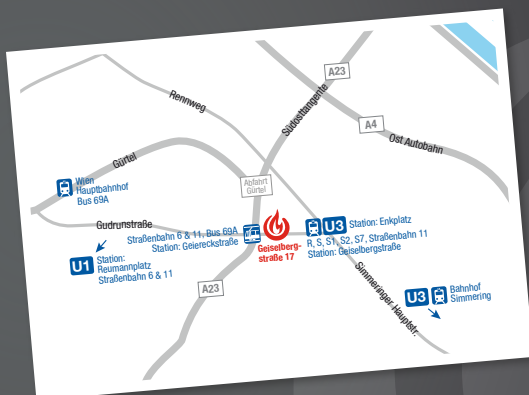 A23
Rennweg
Südosttangente
A4
Ost Autobahn
Gürtel
Wien
Hauptbahnhof
Bus 69A
Abfahrt
Gürtel
Gudrunstraße
Straßenbahn 6 & 11, Bus 69A
Station: Geiereckstraße
U1
Station:
Reumannplatz
Straßenbahn 6 & 11
Geiselberg-
straße 17
U3 Station: Enkplatz
R, S, S1, S2, S7, Straßenbahn 11
Station: Geiselbergstraße
A23
Simmeringer Hauptstr.
U3 Bahnhof
Simmering